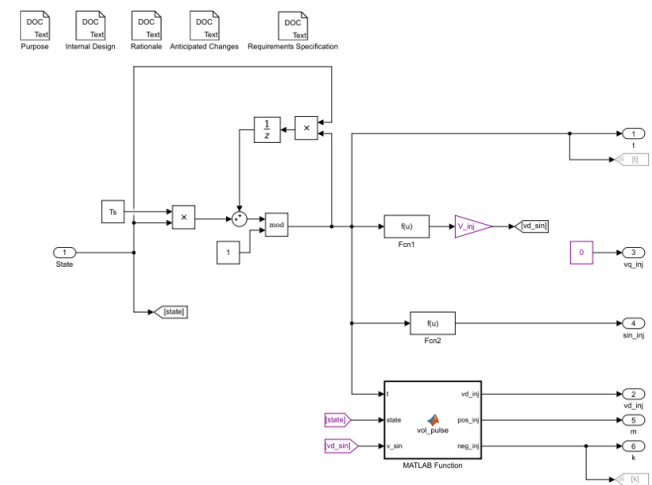 DOC
Text
Purpose
DOC
Text
Internal Design
DOC
Text
Rationale
DOC
Text
Anticipated Changes
DOC
Text
Requirements Specification
1
z
×
1
t
[t]
Ts
×
+
+
mod
1
f(u)
Fcn1
V_inj
[vd_sin]
0
3
vq_inj
1
State
[state]
f(u)
Fcn2
4
sin_inj
t
state
v_sin
vol_pulse
vd_inj
pos_inj
neg_inj
MATLAB Function
[state]
[vd_sin]
2
vd_inj
5
m
6
k
[k]